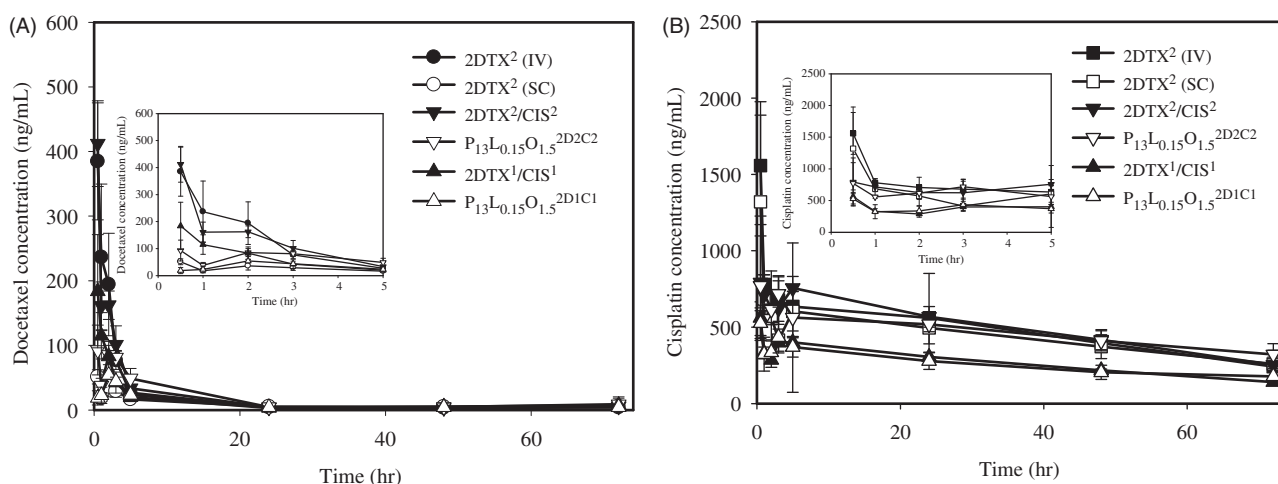 (A)
600
500
400
300
200
100
0
Docetaxel concentration (ng/mL)
0
20
40
60
Time (hr)
2DTX² (IV)
2DTX² (SC)
2DTX²/CIS²
P₁₃L₀.₁₅O₁.₅²ᴰ²ᶜ²
2DTX¹/CIS¹
P₁₃L₀.₁₅O₁.₅²ᴰ¹ᶜ¹
600
500
400
300
200
100
0
Docetaxel concentration (ng/mL)
0
1
2
3
4
5
Time (hr)
(B)
2500
2000
1500
1000
500
0
Cisplatin concentration (ng/mL)
0
20
40
60
Time (hr)
2DTX² (IV)
2DTX² (SC)
2DTX²/CIS²
P₁₃L₀.₁₅O₁.₅²ᴰ²ᶜ²
2DTX¹/CIS¹
P₁₃L₀.₁₅O₁.₅²ᴰ¹ᶜ¹
2500
2000
1500
1000
500
0
Cisplatin concentration (ng/mL)
0
1
2
3
4
5
Time (hr)